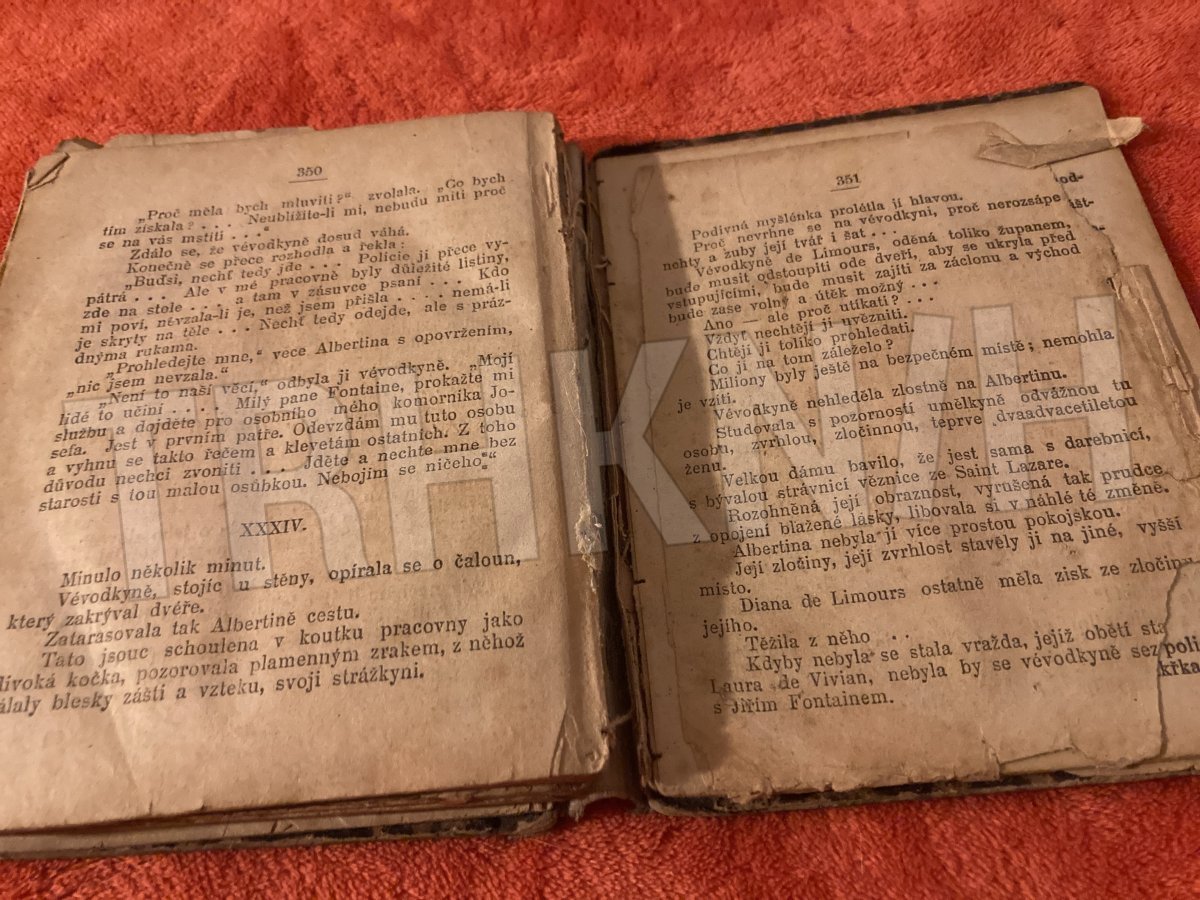 350
„Proč měla bych mluviti?“ zvolala. „Co bych
tím získala? . . . . Neublížíte-li mi, nebudu míti proč
se na vás mstíti . . . .“
Zdálo se, že vévodkyně dosud váhá.
Konečně se přece rozhodla a řekla:
„Budsi, nechť tedy jde . . . Policie ji přece vy-
pátrá . . . Ale v mé pracovně byly důležité listiny,
zde na stole . . . . a tam v zásuvce psaní . . . . Kdo
mi poví, nevzala-li je, než jsem přišla . . . . nemá-li
je skryty na těle . . . Nechť tedy odejde, ale s práz-
dnýma rukama.
„Prohledejte mne,“ vece Albertina s opovržením,
„nic jsem nevzala.“
„Není to naší věcí,“ odbyla ji vévodkyně. „Moji
lidé to učiní . . . . Milý pane Fontaine, prokažte mi
službu a dojděte pro osobního mého komorníka Jo-
sefa. Jest v prvním patře. Odevzdám mu tuto osobu
a vyhnu se takto řečem a klevetám ostatních. Z toho
důvodu nechci zvoniti . . . Jděte a nechte mne bez
starosti s tou malou osůbkou. Nebojím se ničeho.“
XXXIV.
Minulo několik minut.
Vévodkyně, stojíc u stěny, opírala se o čaloun,
který zakrýval dvéře.
Zatarasovala tak Albertině cestu.
Tato jsouc schoulena v koutku pracovny jako
divoká kočka, pozorovala plamenným zrakem, z něhož
álaly blesky záští a vzteku, svoji strážkyni.
351
Podivná myšlénka prolétla jí hlavou.
Proč nevrhne se na vévodkyni, proč nerozsápe
nehty a zuby její tvář i šat . . . .
Vévodkyně de Limours, oděná toliko županem,
bude musit odstoupiti ode dveří, aby se ukryla před
vstupujícími, bude musit zajíti za záclonu a východ
bude zase volný a útěk možný . . .
Ano — ale proč utíkati? . . .
Vzdyť nechtějí ji uvězniti.
Chtějí ji toliko prohledati.
Co jí na tom záleželo?
Miliony byly ještě na bezpečném místě; nemohla
je vzíti.
Vévodkyně nehleděla zlostně na Albertinu.
Studovala s pozorností umělkyně odvážnou tu
osobu, zvrhlou, zločinnou, teprve dvaadvacetiletou
ženu.
Velkou dámu bavilo, že jest sama s darebnicí,
s bývalou strávnicí věznice ze Saint Lazare.
Rozohněná její obraznost, vyrušená tak prudce
z opojení blažené lásky, libovala si v náhlé té změně.
Albertina nebyla jí více prostou pokojskou.
Její zločiny, její zvrhlost stavěly ji na jiné, vyšší
místo.
Diana de Limours ostatně měla zisk ze zločinu
jejího.
Těžila z něho . .
Kdyby nebyla se stala vražda, jejíž obětí sta
Laura de Vivian, nebyla by se vévodkyně sez
s Jiřím Fontainem.
TRHKNIH